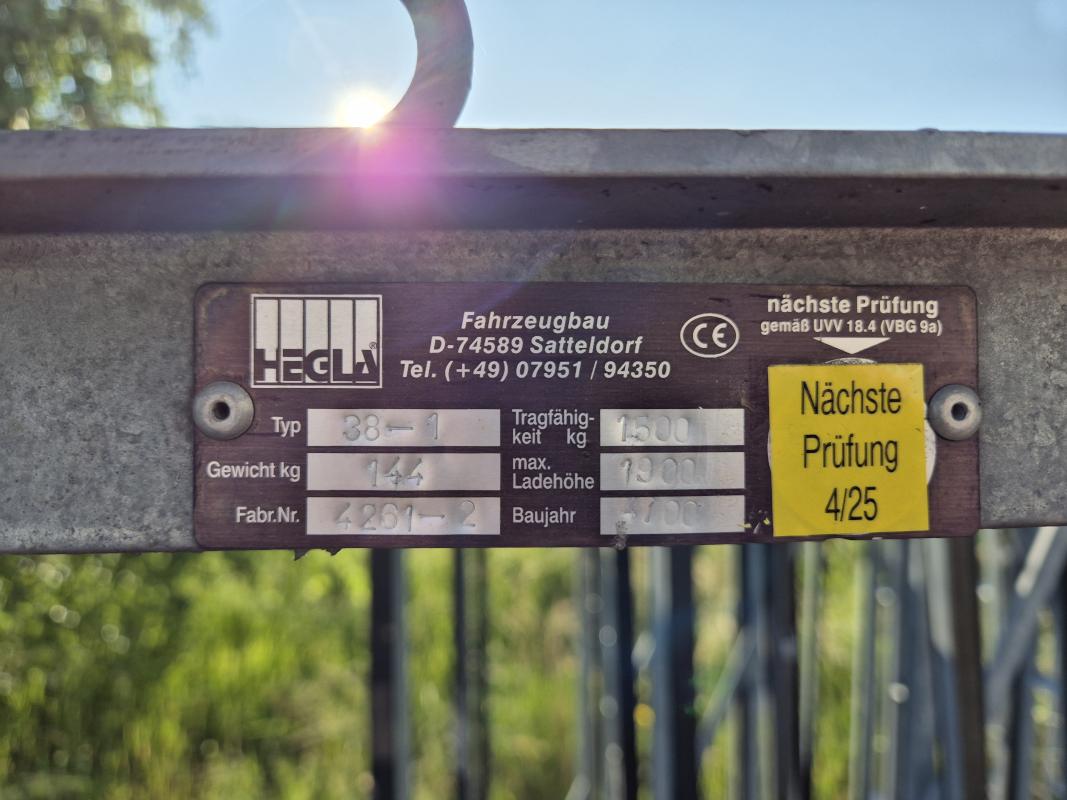 HEGLA
Fahrzeugbau
D-74589 Satteldorf
Tel. (+49) 07951 / 94350
CE
nächste Prüfung
gemäß UVV 18.4 (VBG 9a)
Typ 38-1
Tragfähig-
keit kg 1500
Gewicht kg 144
max.
Ladehöhe 1900
Fabr.Nr. 4261-2
Baujahr
Nächste
Prüfung
4/25